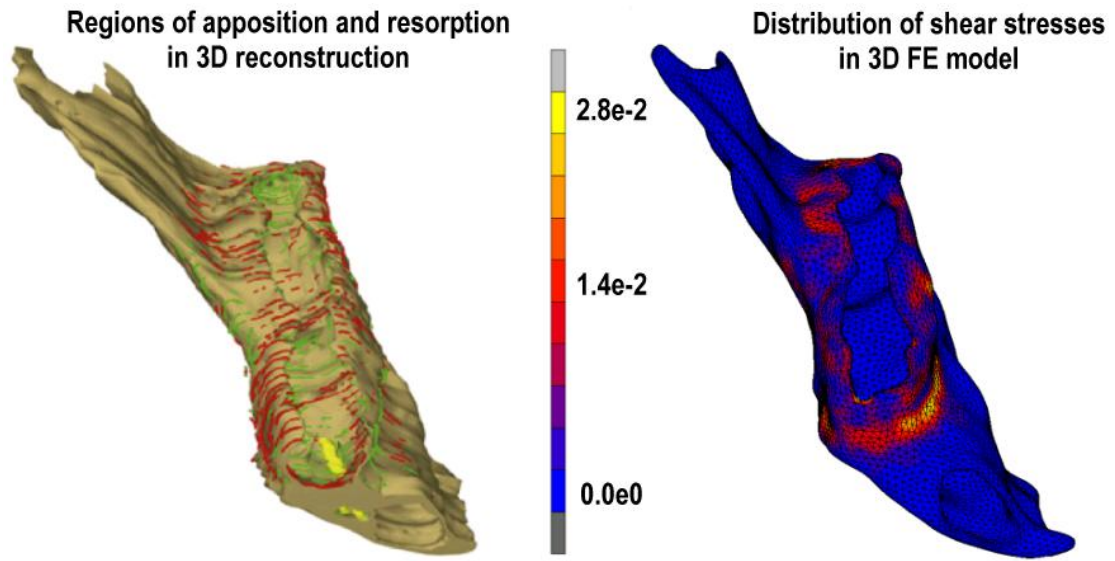 Regions of apposition and resorption
in 3D reconstruction
Distribution of shear stresses
in 3D FE model
2.8e-2
1.4e-2
0.0e0